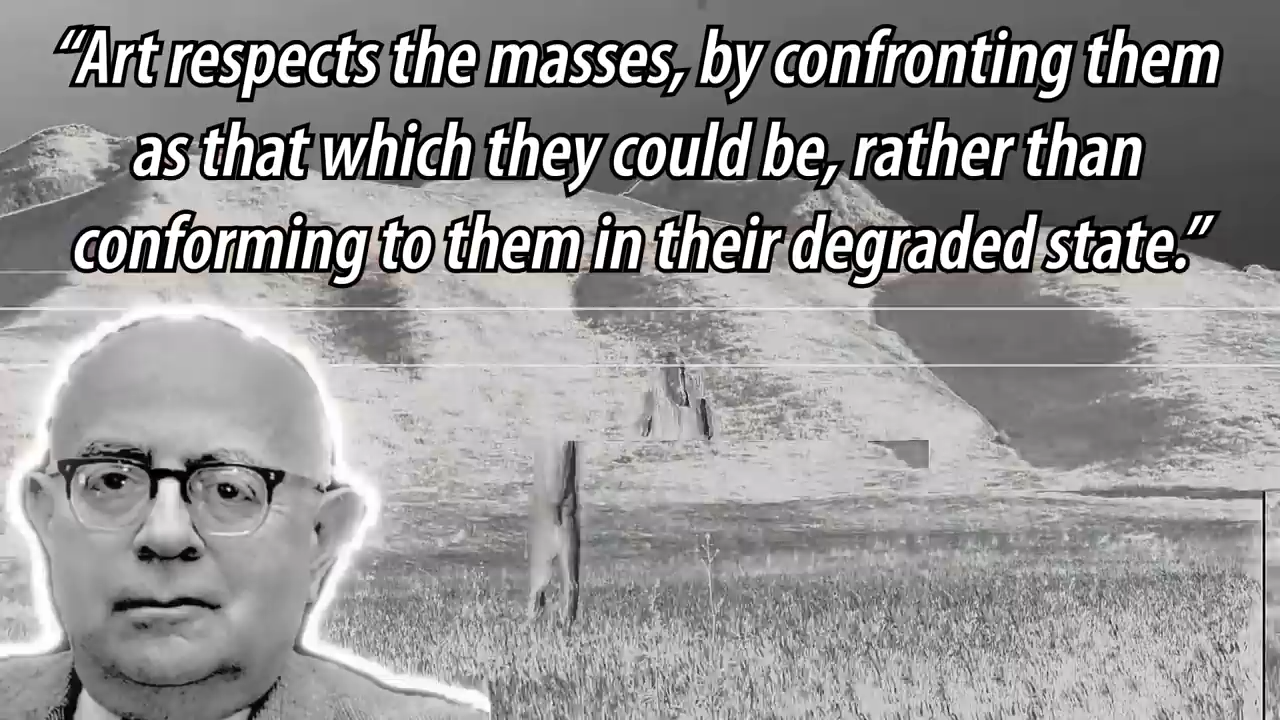 “Art respects the masses, by confronting them
as that which they could be, rather than
conforming to them in their degraded state.”